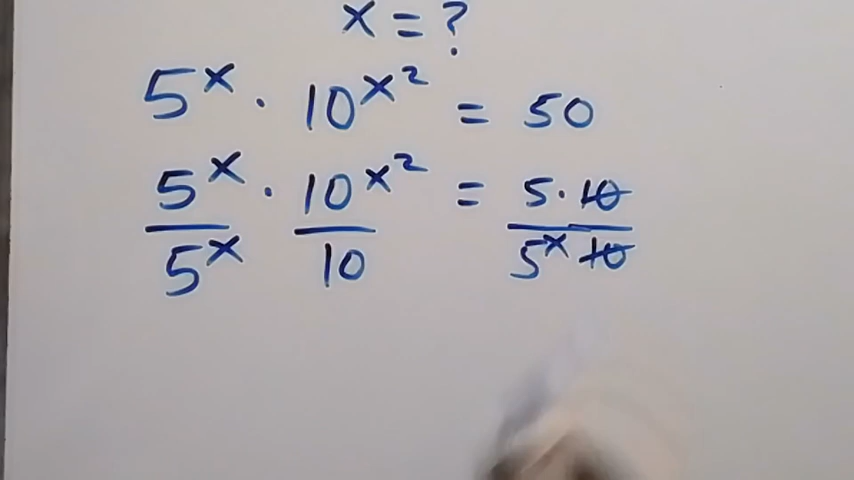 x = ?
5^x · 10^x² = 50
5^x · 10^x² = 5 · 10
5^x 10 5^x 10